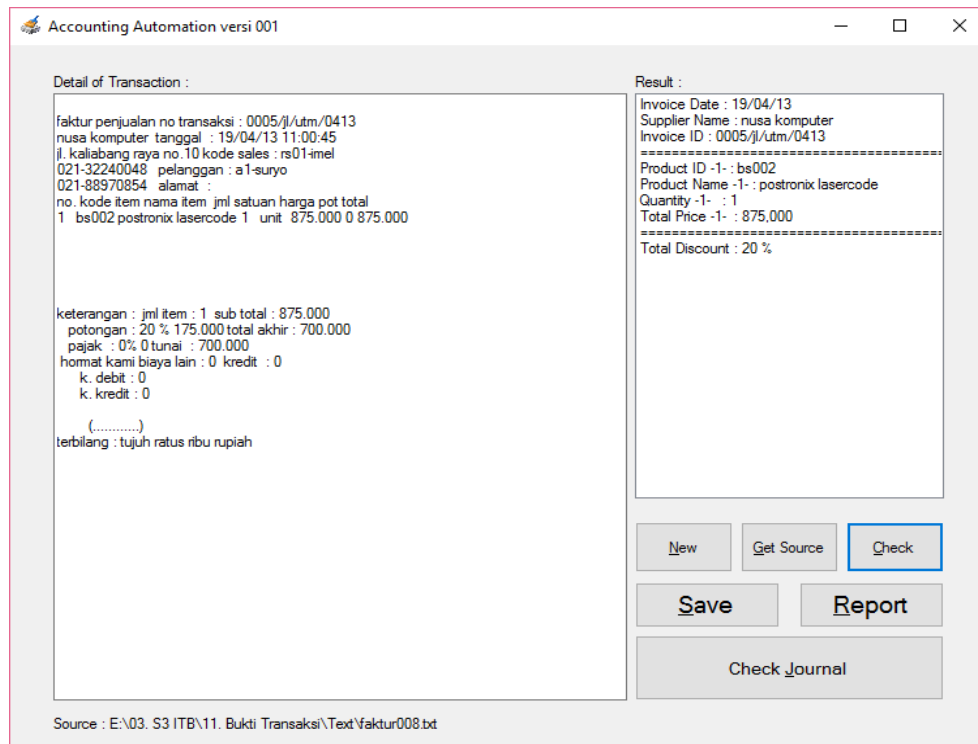 Accounting Automation versi 001
Detail of Transaction :
faktur penjualan no transaksi : 0005/jl/utm/0413
nusa komputer tanggal : 19/04/13 11:00:45
jl. kaliabang raya no.10 kode sales : rs01-imel
021-32240048 pelanggan : a1-suryo
021-88970854 alamat :
no. kode item nama item jml satuan harga pot total
1 bs002 postronix lasercode 1 unit 875.000 0 875.000
keterangan : jml item : 1 sub total : 875.000
potongan : 20 % 175.000 total akhir : 700.000
pajak : 0% 0 tunai : 700.000
hormat kami biaya lain : 0 kredit : 0
k. debit : 0
k. kredit : 0
(............)
terbilang : tujuh ratus ribu rupiah
Result :
Invoice Date : 19/04/13
Supplier Name : nusa komputer
Invoice ID : 0005/jl/utm/0413
=======================================
Product ID -1- : bs002
Product Name -1- : postronix lasercode
Quantity -1- : 1
Total Price -1- : 875,000
=======================================
Total Discount : 20 %
New Get Source Check
Save Report
Check Journal
Source : E:\03. S3 ITB\11. Bukti Transaksi\Text\faktur008.txt